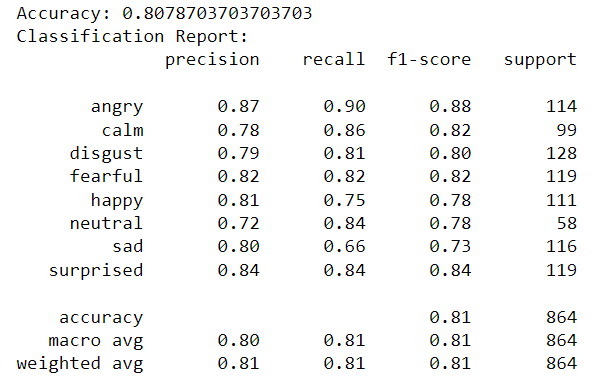 Accuracy: 0.8078703703703703
Classification Report:
precision recall f1-score support
angry 0.87 0.90 0.88 114
calm 0.78 0.86 0.82 99
disgust 0.79 0.81 0.80 128
fearful 0.82 0.82 0.82 119
happy 0.81 0.75 0.78 111
neutral 0.72 0.84 0.78 58
sad 0.80 0.66 0.73 116
surprised 0.84 0.84 0.84 119
accuracy 0.81 864
macro avg 0.80 0.81 0.81 864
weighted avg 0.81 0.81 0.81 864